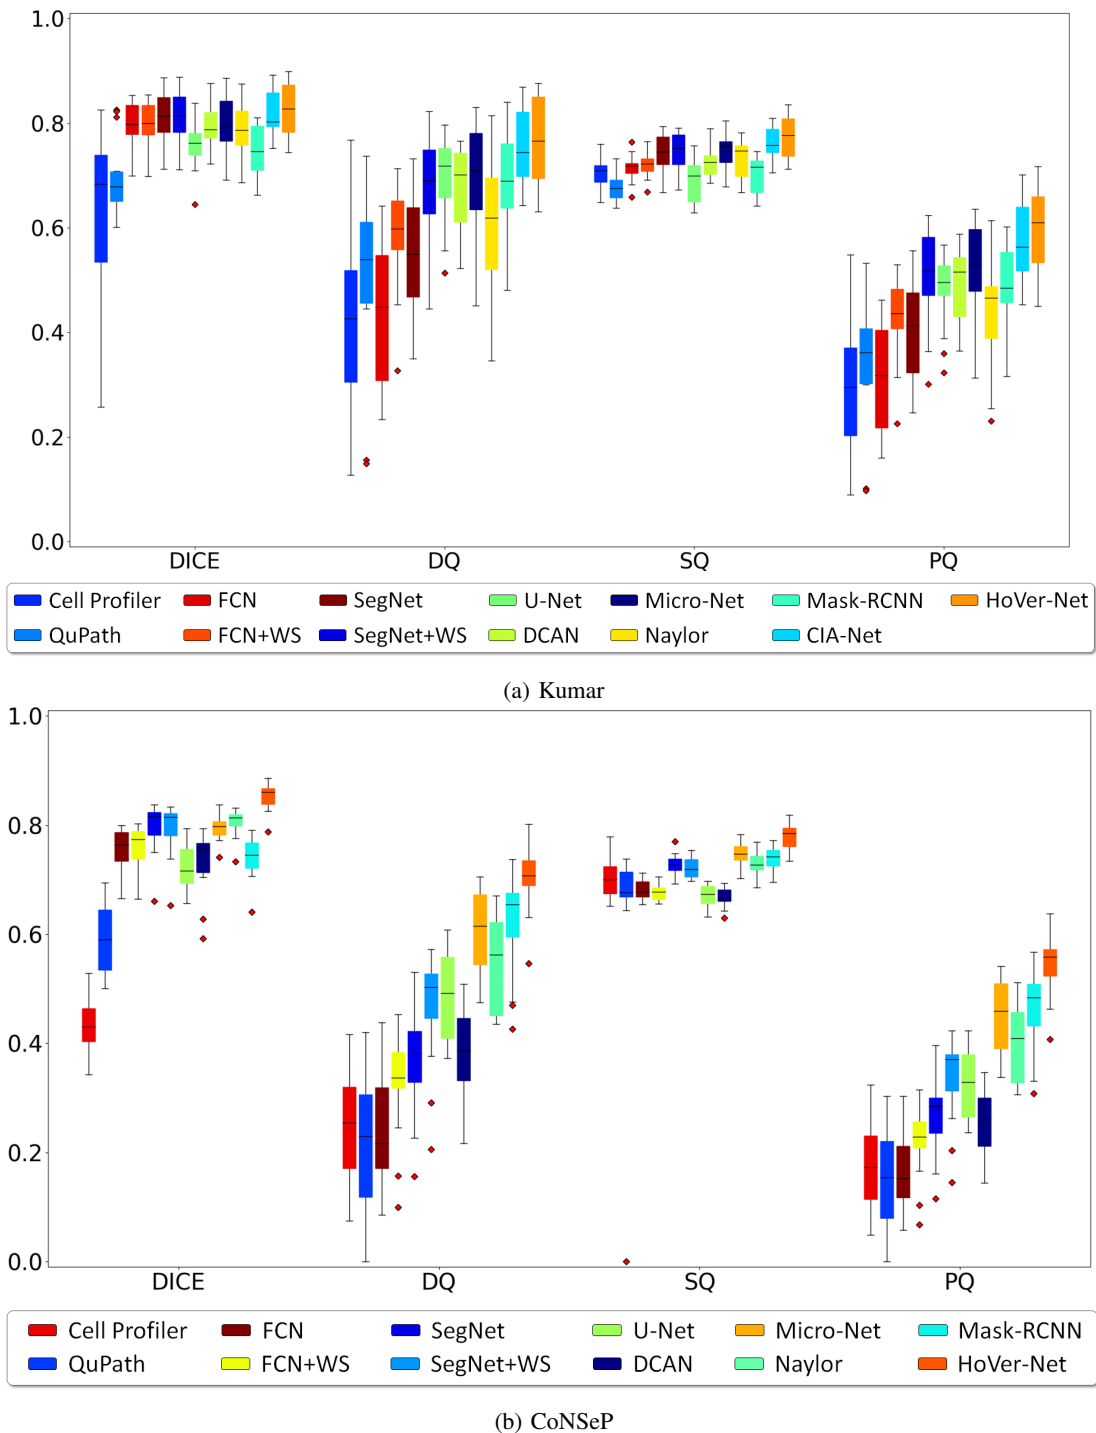 1.0
0.8
0.6
0.4
0.2
0.0
DICE DQ SQ PQ
Cell Profiler FCN SegNet U-Net Micro-Net Mask-RCNN HoVer-Net
QuPath FCN+WS SegNet+WS DCAN Naylor CIA-Net
(a) Kumar
1.0
0.8
0.6
0.4
0.2
0.0
DICE DQ SQ PQ
Cell Profiler FCN SegNet U-Net Micro-Net Mask-RCNN
QuPath FCN+WS SegNet+WS DCAN Naylor HoVer-Net
(b) CoNSeP